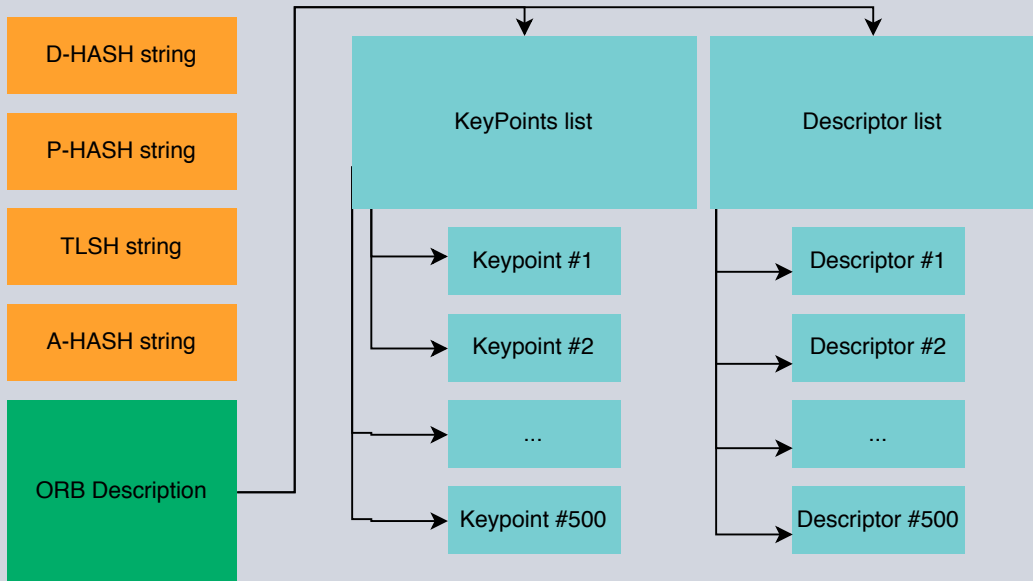 D-HASH string
P-HASH string
TLSH string
A-HASH string
ORB Description
KeyPoints list
Keypoint #1
Keypoint #2
...
Keypoint #500
Descriptor list
Descriptor #1
Descriptor #2
...
Descriptor #500